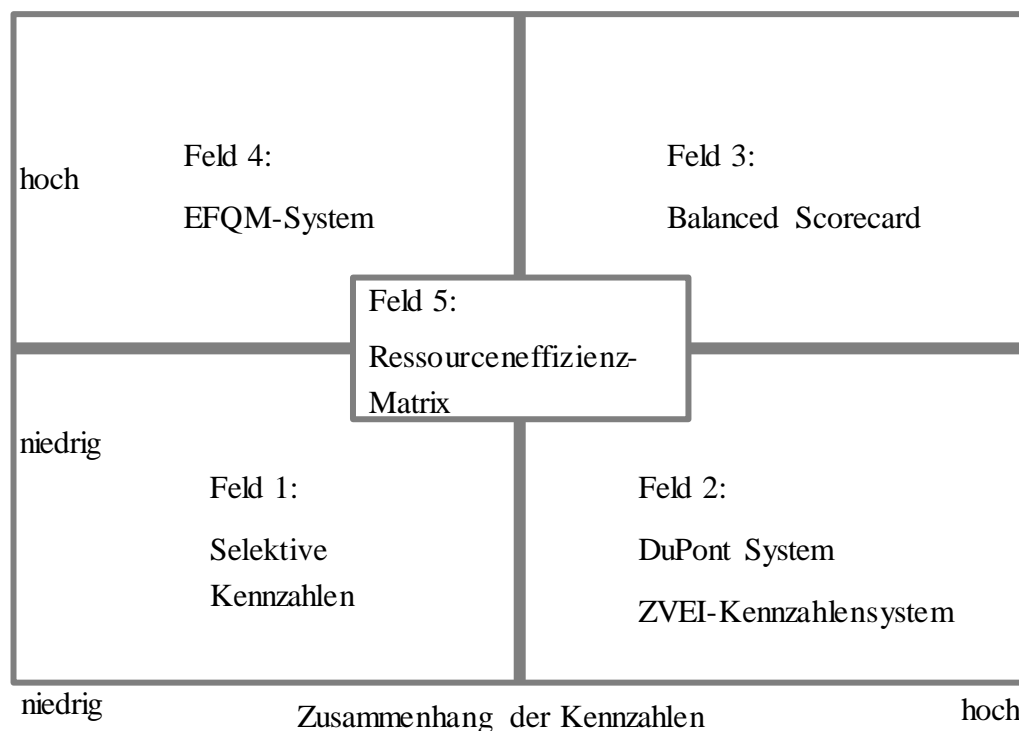 Feld 4:
EFQM-System
Feld 3:
Balanced Scorecard
hoch
Feld 5:
Ressourceneffizienz-
Matrix
niedrig
Feld 1:
Selektive
Kennzahlen
Feld 2:
DuPont System
ZVEI-Kennzahlensystem
niedrig
Zusammenhang der Kennzahlen
hoch